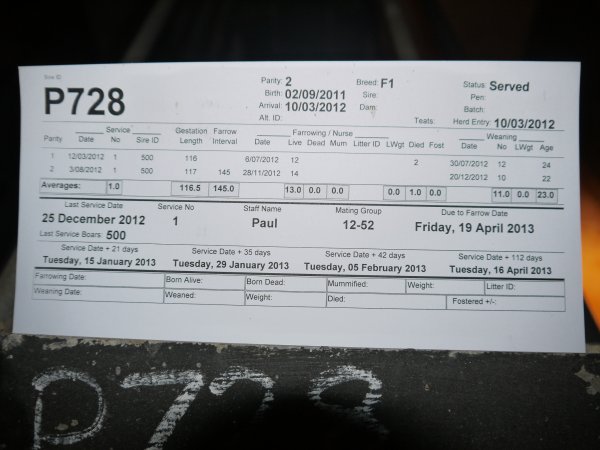 Sow ID
P728
Parity: 2 Breed: F1 Status: Served
Birth: 02/09/2011 Sire: Pen:
Arrival: 10/03/2012 Dam: Batch:
Alt. ID: Teats: Herd Entry: 10/03/2012
Service Gestation Farrow Farrowing / Nurse Weaning
Parity Date No Sire ID Length Interval Date Live Dead Mum Litter ID LWgt Died Fost Date No LWgt Age
1 12/03/2012 1 500 116 6/07/2012 12 2 30/07/2012 12 24
2 3/08/2012 1 500 117 145 28/11/2012 14 20/12/2012 10 22
Averages: 1.0 116.5 145.0 13.0 0.0 0.0 0.0 1.0 0.0 11.0 0.0 23.0
Last Service Date Service No Staff Name Mating Group Due to Farrow Date
25 December 2012 1 Paul 12-52 Friday, 19 April 2013
Last Service Boars: 500
Service Date + 21 days Service Date + 35 days Service Date + 42 days Service Date + 112 days
Tuesday, 15 January 2013 Tuesday, 29 January 2013 Tuesday, 05 February 2013 Tuesday, 16 April 2013
Farrowing Date: Born Alive: Born Dead: Mummified: Weight: Litter ID:
Weaning Date: Weaned: Weight: Died: Fostered +/-:
P728